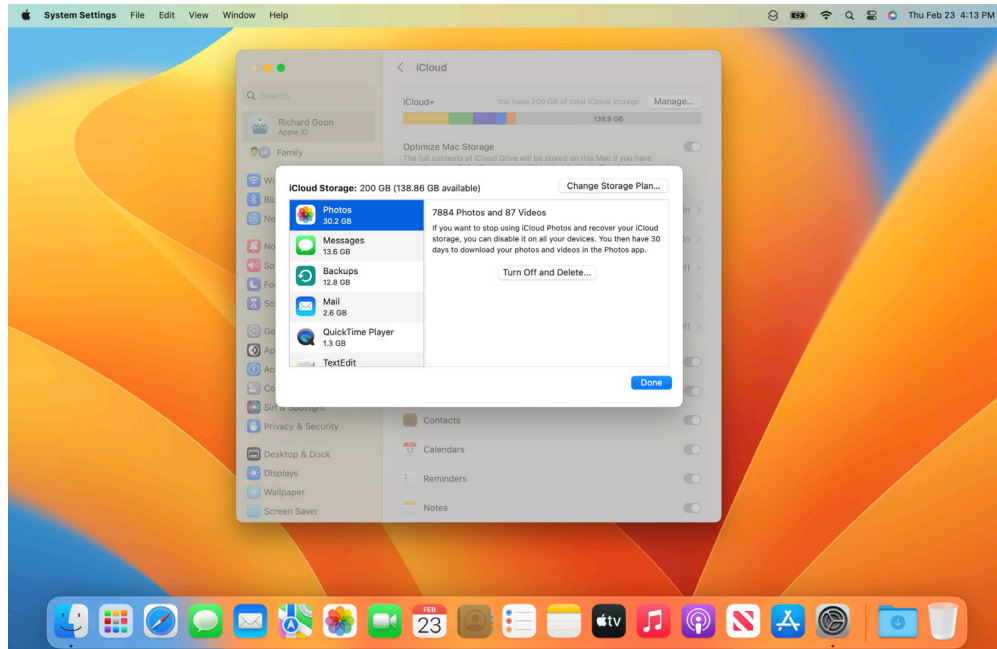 System Settings File Edit View Window Help Thu Feb 23 4:13 PM
iCloud
Search
Richard Goon
Apple ID
Family
iCloud+ You have 200 GB of total iCloud storage. Manage...
138.9 GB
Optimize Mac Storage
The full contents of iCloud Drive will be stored on this Mac if you have
iCloud Storage: 200 GB (138.86 GB available) Change Storage Plan...
Photos
30.2 GB
Messages
13.6 GB
Backups
12.8 GB
Mail
2.6 GB
QuickTime Player
1.3 GB
TextEdit
7884 Photos and 87 Videos
If you want to stop using iCloud Photos and recover your iCloud
storage, you can disable it on all your devices. You then have 30
days to download your photos and videos in the Photos app.
Turn Off and Delete...
Done
Privacy & Security
Desktop & Dock
Displays
Wallpaper
Screen Saver
Contacts
17 Calendars
Reminders
Notes
FEB
23
tv